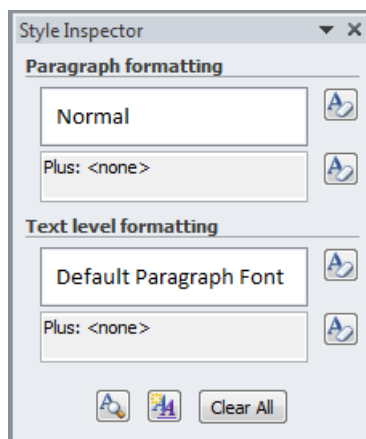 Style Inspector
Paragraph formatting
Normal
Plus: <none>
Text level formatting
Default Paragraph Font
Plus: <none>
Clear All